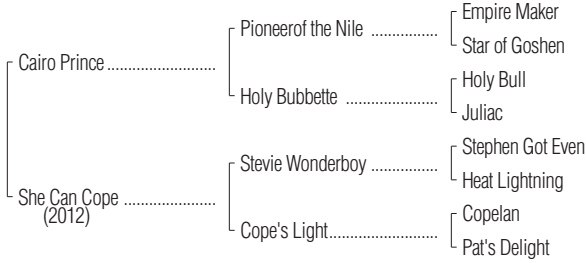 Empire Maker
Pioneerof the Nile ................
Star of Goshen
Cairo Prince ..........................
Holy Bull
Holy Bubbette ......................
Juliac
Stephen Got Even
Stevie Wonderboy ................
Heat Lightning
She Can Cope ......................
(2012)
Copelan
Cope's Light..........................
Pat's Delight